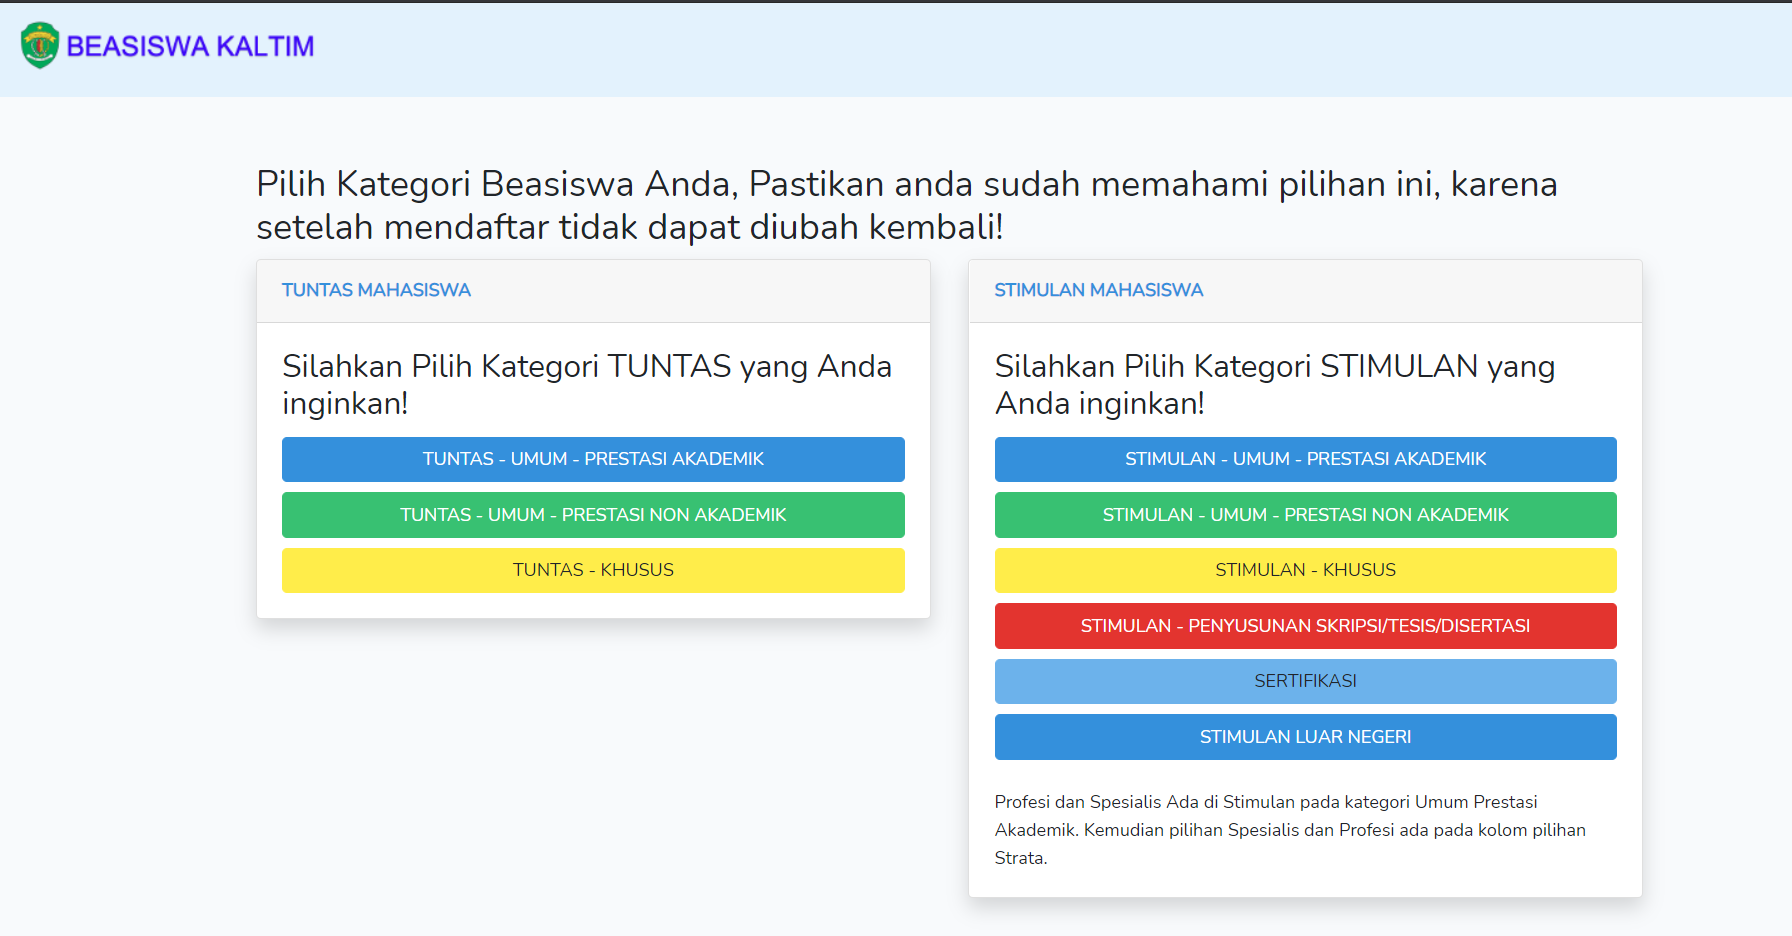 BEASISWA KALTIM
Pilih Kategori Beasiswa Anda, Pastikan anda sudah memahami pilihan ini, karena
setelah mendaftar tidak dapat diubah kembali!
TUNTAS MAHASISWA
Silahkan Pilih Kategori TUNTAS yang Anda
inginkan!
TUNTAS - UMUM - PRESTASI AKADEMIK
TUNTAS - UMUM - PRESTASI NON AKADEMIK
TUNTAS - KHUSUS
STIMULAN MAHASISWA
Silahkan Pilih Kategori STIMULAN yang
Anda inginkan!
STIMULAN - UMUM - PRESTASI AKADEMIK
STIMULAN - UMUM - PRESTASI NON AKADEMIK
STIMULAN - KHUSUS
STIMULAN - PENYUSUNAN SKRIPSI/TESIS/DISERTASI
SERTIFIKASI
STIMULAN LUAR NEGERI
Profesi dan Spesialis Ada di Stimulan pada kategori Umum Prestasi
Akademik. Kemudian pilihan Spesialis dan Profesi ada pada kolom pilihan
Strata.